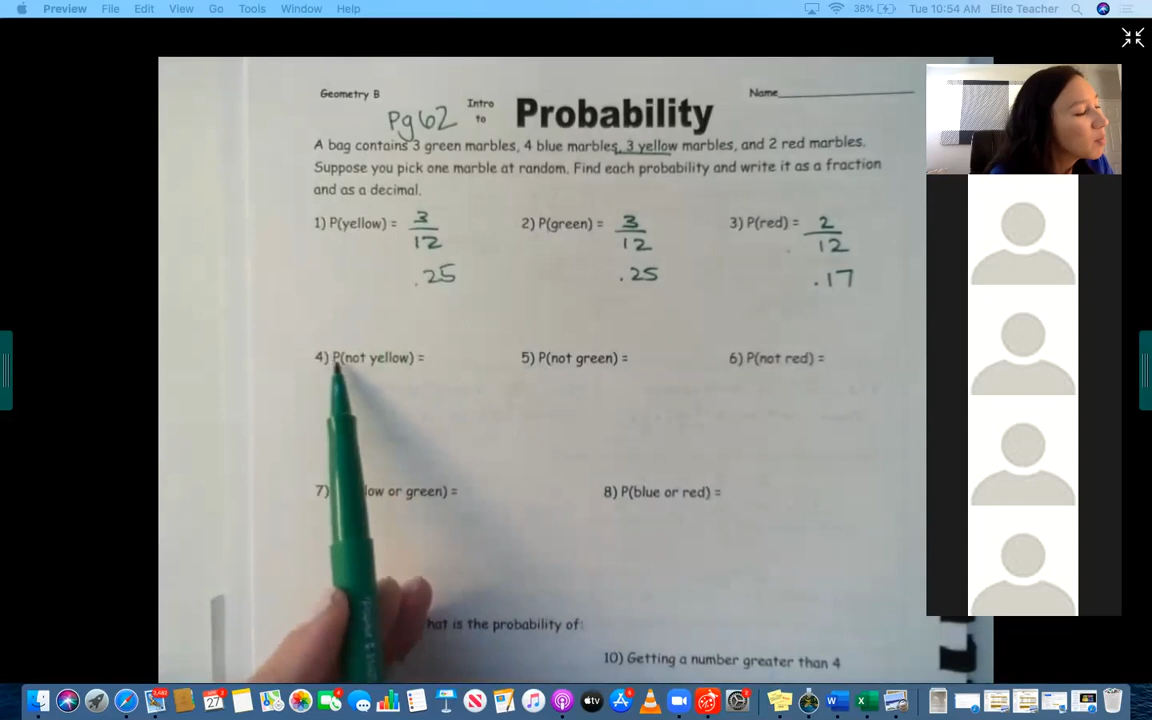 Preview File Edit View Go Tools Window Help 38% Tue 10:54 AM Elite Teacher
Geometry B
Pg 62
Intro
to
Probability
Name
A bag contains 3 green marbles, 4 blue marbles, 3 yellow marbles, and 2 red marbles.
Suppose you pick one marble at random. Find each probability and write it as a fraction
and as a decimal.
1) P(yellow) = 3/12 2) P(green) = 3/12 3) P(red) = 2/12
.25 .25 .17
4) P(not yellow) = 5) P(not green) = 6) P(not red) =
7) low or green) = 8) P(blue or red) =
hat is the probability of:
10) Getting a number greater than 4